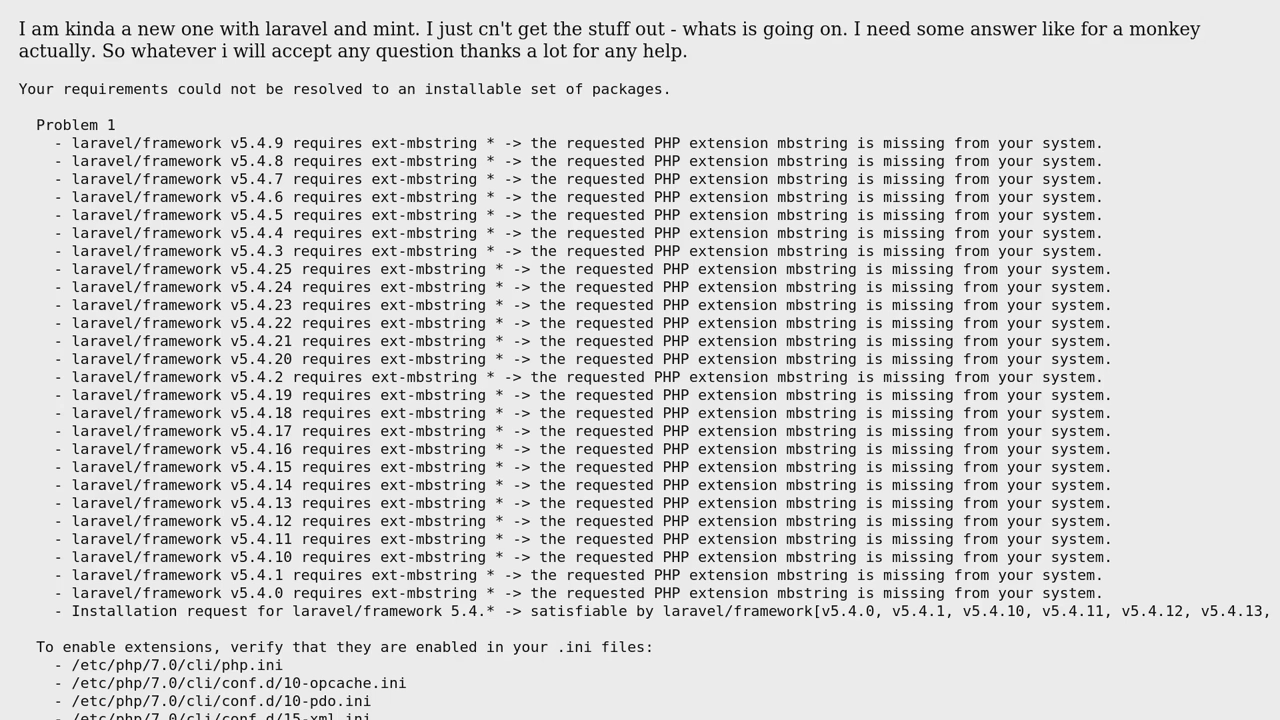 I am kinda a new one with laravel and mint. I just cn't get the stuff out - whats is going on. I need some answer like for a monkey
actually. So whatever i will accept any question thanks a lot for any help.
Your requirements could not be resolved to an installable set of packages.
Problem 1
- laravel/framework v5.4.9 requires ext-mbstring * -> the requested PHP extension mbstring is missing from your system.
- laravel/framework v5.4.8 requires ext-mbstring * -> the requested PHP extension mbstring is missing from your system.
- laravel/framework v5.4.7 requires ext-mbstring * -> the requested PHP extension mbstring is missing from your system.
- laravel/framework v5.4.6 requires ext-mbstring * -> the requested PHP extension mbstring is missing from your system.
- laravel/framework v5.4.5 requires ext-mbstring * -> the requested PHP extension mbstring is missing from your system.
- laravel/framework v5.4.4 requires ext-mbstring * -> the requested PHP extension mbstring is missing from your system.
- laravel/framework v5.4.3 requires ext-mbstring * -> the requested PHP extension mbstring is missing from your system.
- laravel/framework v5.4.25 requires ext-mbstring * -> the requested PHP extension mbstring is missing from your system.
- laravel/framework v5.4.24 requires ext-mbstring * -> the requested PHP extension mbstring is missing from your system.
- laravel/framework v5.4.23 requires ext-mbstring * -> the requested PHP extension mbstring is missing from your system.
- laravel/framework v5.4.22 requires ext-mbstring * -> the requested PHP extension mbstring is missing from your system.
- laravel/framework v5.4.21 requires ext-mbstring * -> the requested PHP extension mbstring is missing from your system.
- laravel/framework v5.4.20 requires ext-mbstring * -> the requested PHP extension mbstring is missing from your system.
- laravel/framework v5.4.2 requires ext-mbstring * -> the requested PHP extension mbstring is missing from your system.
- laravel/framework v5.4.19 requires ext-mbstring * -> the requested PHP extension mbstring is missing from your system.
- laravel/framework v5.4.18 requires ext-mbstring * -> the requested PHP extension mbstring is missing from your system.
- laravel/framework v5.4.17 requires ext-mbstring * -> the requested PHP extension mbstring is missing from your system.
- laravel/framework v5.4.16 requires ext-mbstring * -> the requested PHP extension mbstring is missing from your system.
- laravel/framework v5.4.15 requires ext-mbstring * -> the requested PHP extension mbstring is missing from your system.
- laravel/framework v5.4.14 requires ext-mbstring * -> the requested PHP extension mbstring is missing from your system.
- laravel/framework v5.4.13 requires ext-mbstring * -> the requested PHP extension mbstring is missing from your system.
- laravel/framework v5.4.12 requires ext-mbstring * -> the requested PHP extension mbstring is missing from your system.
- laravel/framework v5.4.11 requires ext-mbstring * -> the requested PHP extension mbstring is missing from your system.
- laravel/framework v5.4.10 requires ext-mbstring * -> the requested PHP extension mbstring is missing from your system.
- laravel/framework v5.4.1 requires ext-mbstring * -> the requested PHP extension mbstring is missing from your system.
- laravel/framework v5.4.0 requires ext-mbstring * -> the requested PHP extension mbstring is missing from your system.
- Installation request for laravel/framework 5.4.* -> satisfiable by laravel/framework[v5.4.0, v5.4.1, v5.4.10, v5.4.11, v5.4.12, v5.4.13,
To enable extensions, verify that they are enabled in your .ini files:
- /etc/php/7.0/cli/php.ini
- /etc/php/7.0/cli/conf.d/10-opcache.ini
- /etc/php/7.0/cli/conf.d/10-pdo.ini
- /etc/php/7.0/cli/conf.d/15-xml.ini